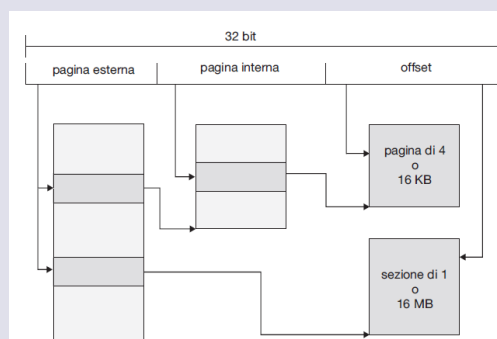 32 bit
pagina esterna
pagina interna
offset
pagina di 4
o
16 KB
sezione di 1
o
16 MB